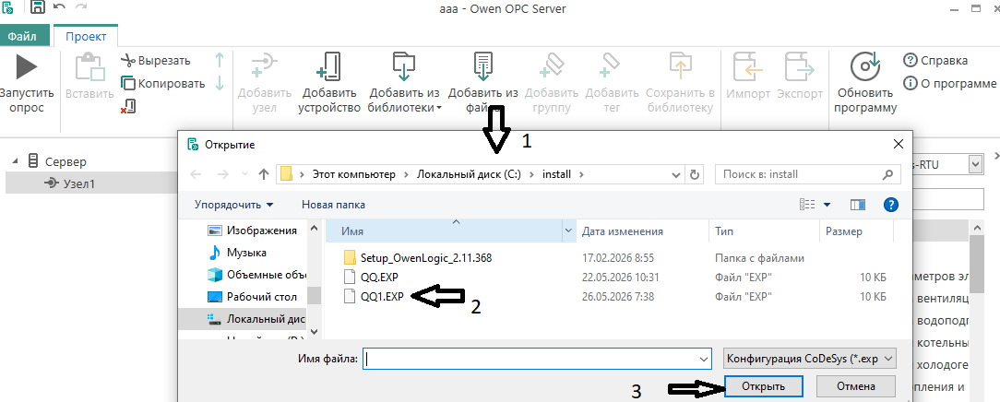 aaa - Owen OPC Server
Файл Проект
Запустить опрос
Вставить
Вырезать
Копировать
Добавить узел
Добавить устройство
Добавить из библиотеки
Добавить из
Добавить группу
Добавить тег
Сохранить в библиотеку
Импорт
Экспорт
Обновить программу
Справка
О программе
1
Сервер
Узел1
s-RTU
Открытие
Этот компьютер Локальный диск (C:) install
Поиск в: install
Упорядочить Новая папка
Изображения
Музыка
Объемные объе
Рабочий стол
Локальный дис
Имя Дата изменения Тип Размер
Setup_OwenLogic_2.11.368 17.02.2026 8:55 Папка с файлами
QQ.EXP 22.05.2026 10:31 Файл "EXP" 10 КБ
QQ1.EXP 26.05.2026 7:38 Файл "EXP" 10 КБ
2
Имя файла: Конфигурация CoDeSys (*.exp
3 Открыть Отмена
метров эл
вентиляц
водоподг
котельны
холодоге
пления и